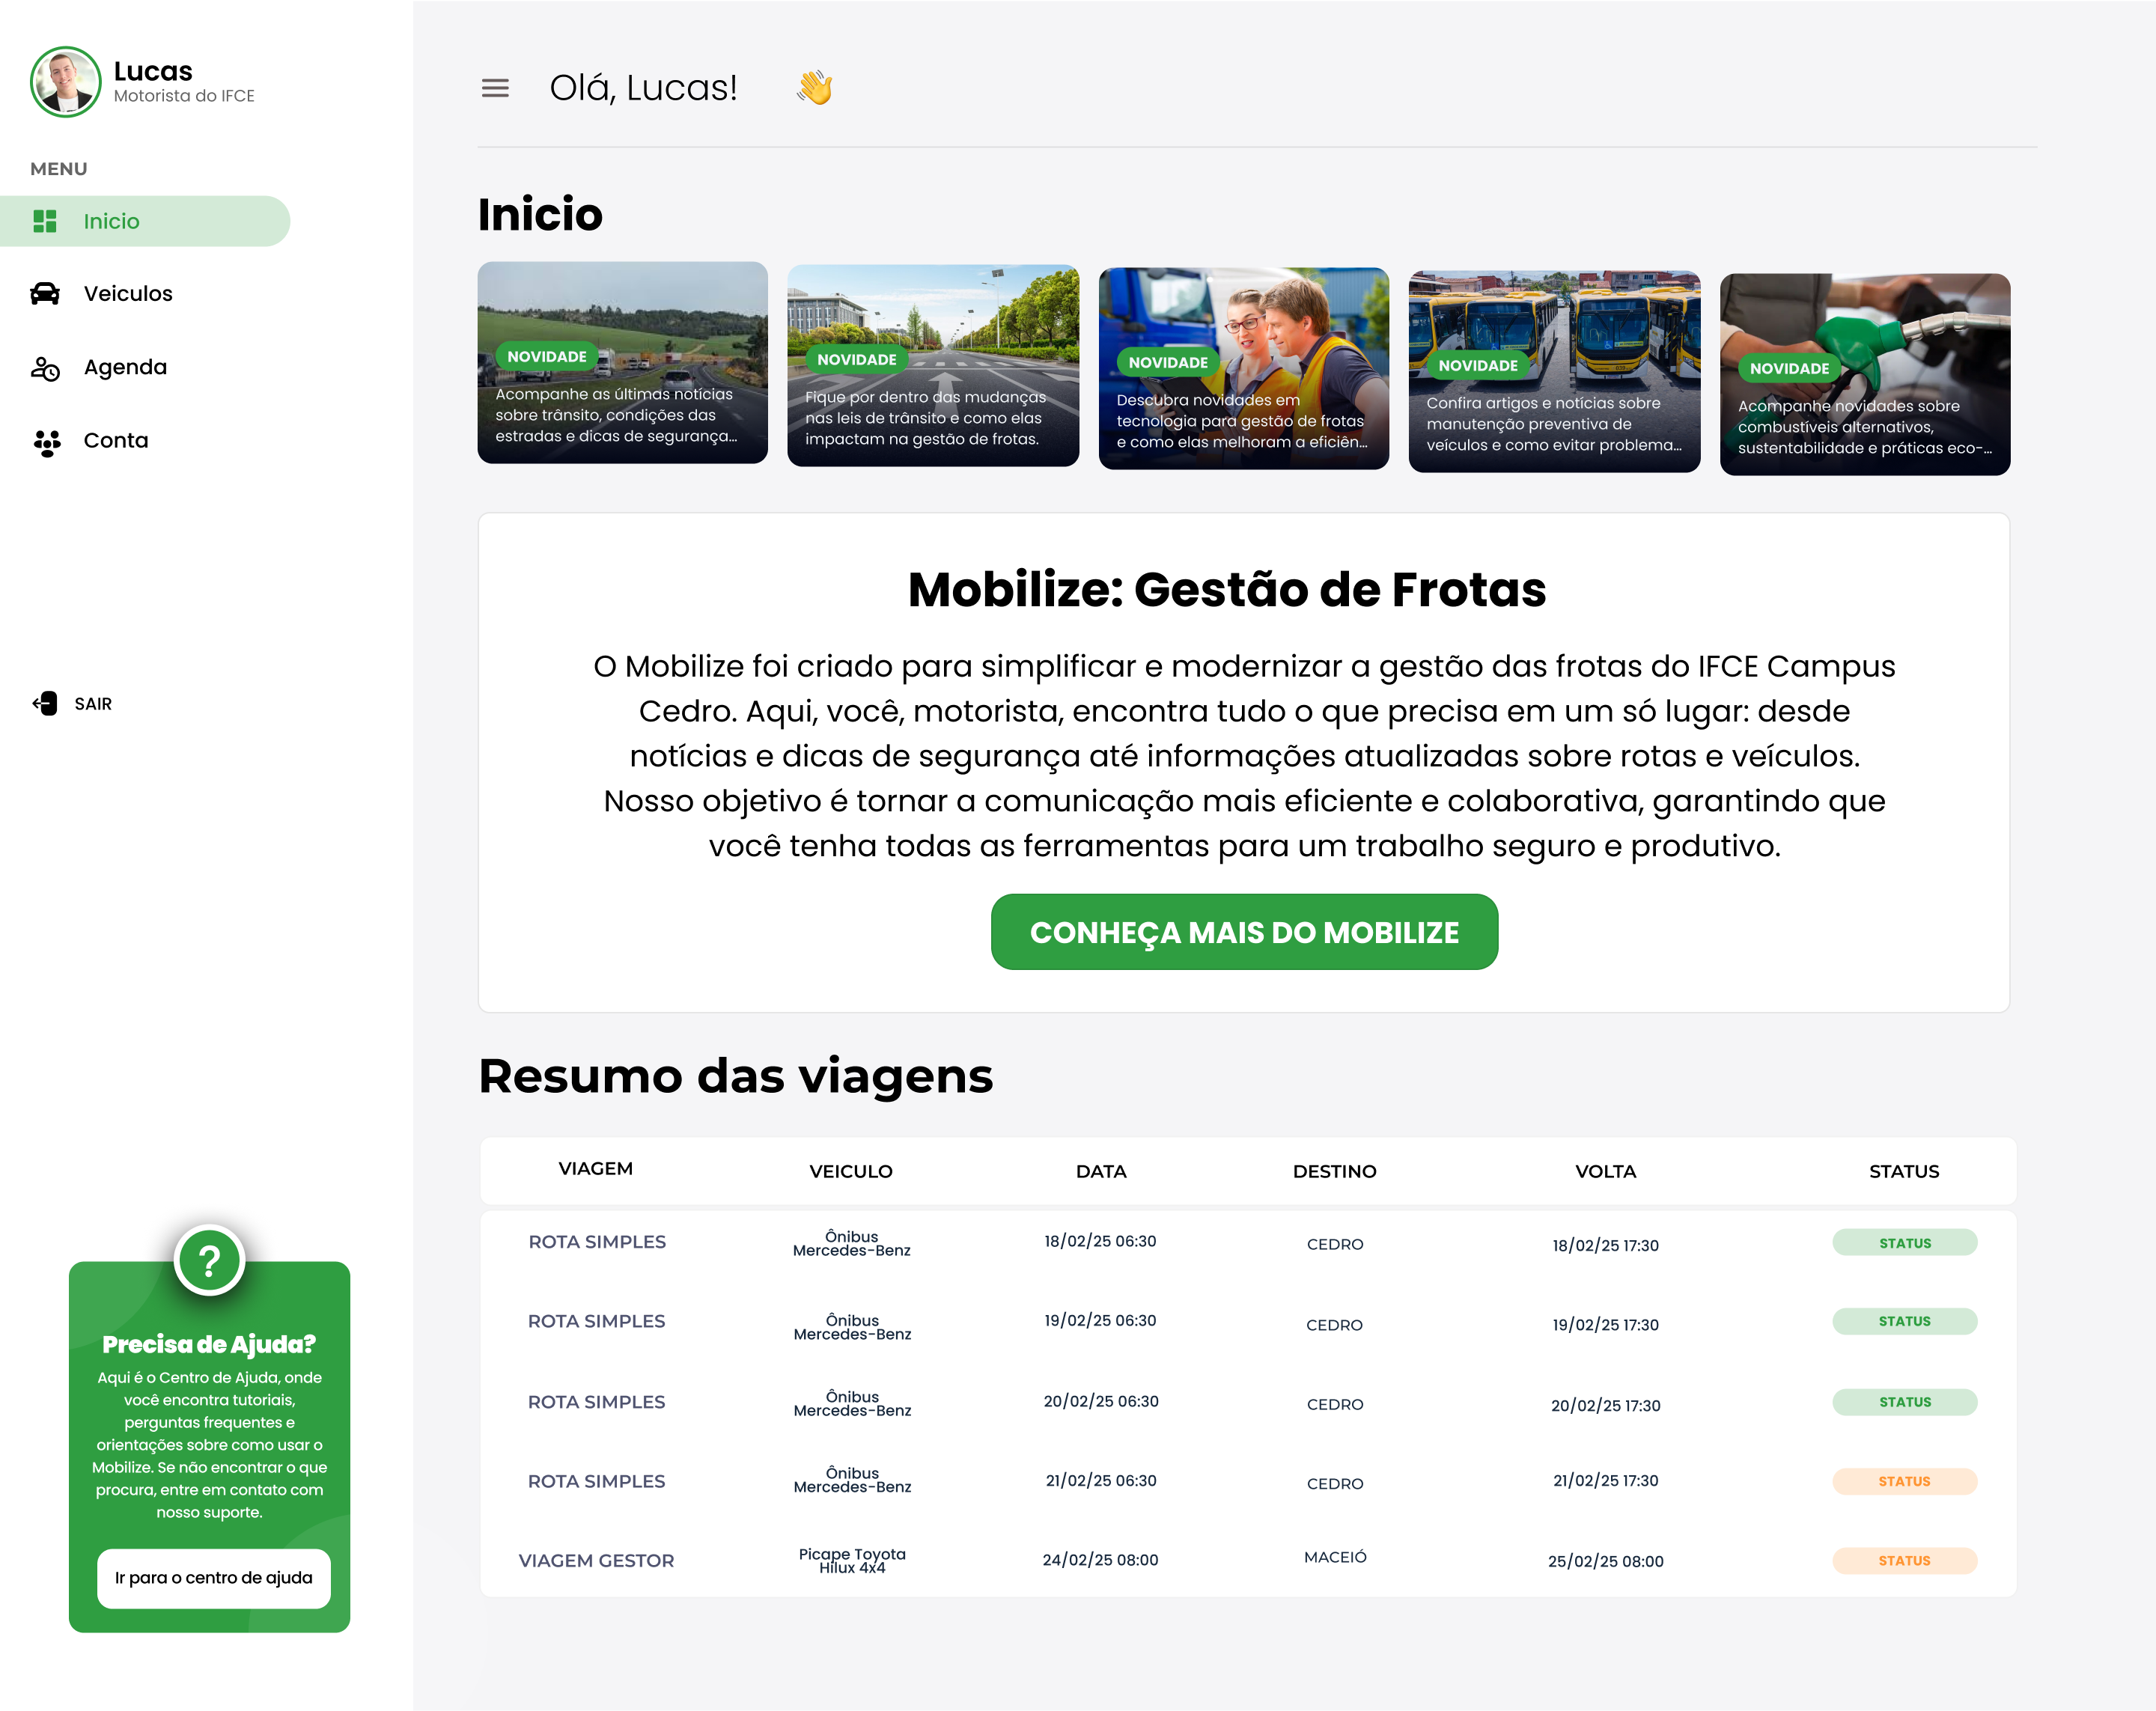 Lucas
Motorista do IFCE
MENU
Inicio
Veiculos
Agenda
Conta
SAIR
?
Precisa de Ajuda?
Aqui é o Centro de Ajuda, onde
você encontra tutoriais,
perguntas frequentes e
orientações sobre como usar o
Mobilize. Se não encontrar o que
procura, entre em contato com
nosso suporte.
Ir para o centro de ajuda
Olá, Lucas!
Inicio
NOVIDADE
Acompanhe as últimas notícias
sobre trânsito, condições das
estradas e dicas de segurança...
NOVIDADE
Fique por dentro das mudanças
nas leis de trânsito e como elas
impactam na gestão de frotas.
NOVIDADE
Descubra novidades em
tecnologia para gestão de frotas
e como elas melhoram a eficiên...
NOVIDADE
Confira artigos e notícias sobre
manutenção preventiva de
veículos e como evitar problema...
NOVIDADE
Acompanhe novidades sobre
combustíveis alternativos,
sustentabilidade e práticas eco-...
Mobilize: Gestão de Frotas
O Mobilize foi criado para simplificar e modernizar a gestão das frotas do IFCE Campus
Cedro. Aqui, você, motorista, encontra tudo o que precisa em um só lugar: desde
notícias e dicas de segurança até informações atualizadas sobre rotas e veículos.
Nosso objetivo é tornar a comunicação mais eficiente e colaborativa, garantindo que
você tenha todas as ferramentas para um trabalho seguro e produtivo.
CONHEÇA MAIS DO MOBILIZE
Resumo das viagens
VIAGEM VEICULO DATA DESTINO VOLTA STATUS
ROTA SIMPLES Ônibus Mercedes-Benz 18/02/25 06:30 CEDRO 18/02/25 17:30 STATUS
ROTA SIMPLES Ônibus Mercedes-Benz 19/02/25 06:30 CEDRO 19/02/25 17:30 STATUS
ROTA SIMPLES Ônibus Mercedes-Benz 20/02/25 06:30 CEDRO 20/02/25 17:30 STATUS
ROTA SIMPLES Ônibus Mercedes-Benz 21/02/25 06:30 CEDRO 21/02/25 17:30 STATUS
VIAGEM GESTOR Picape Toyota Hilux 4x4 24/02/25 08:00 MACEIÓ 25/02/25 08:00 STATUS